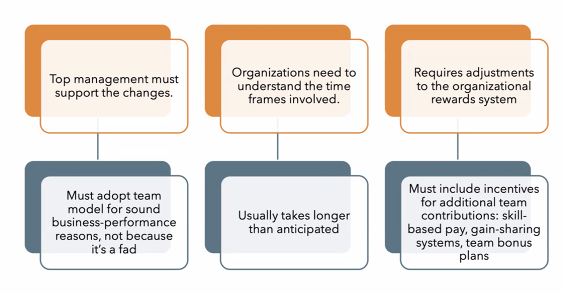 Top management must
support the changes.
Organizations need to
understand the time
frames involved.
Requires adjustments
to the organizational
rewards system
Must adopt team
model for sound
business-performance
reasons, not because
it's a fad
Usually takes longer
than anticipated
Must include incentives
for additional team
contributions: skill-
based pay, gain-sharing
systems, team bonus
plans